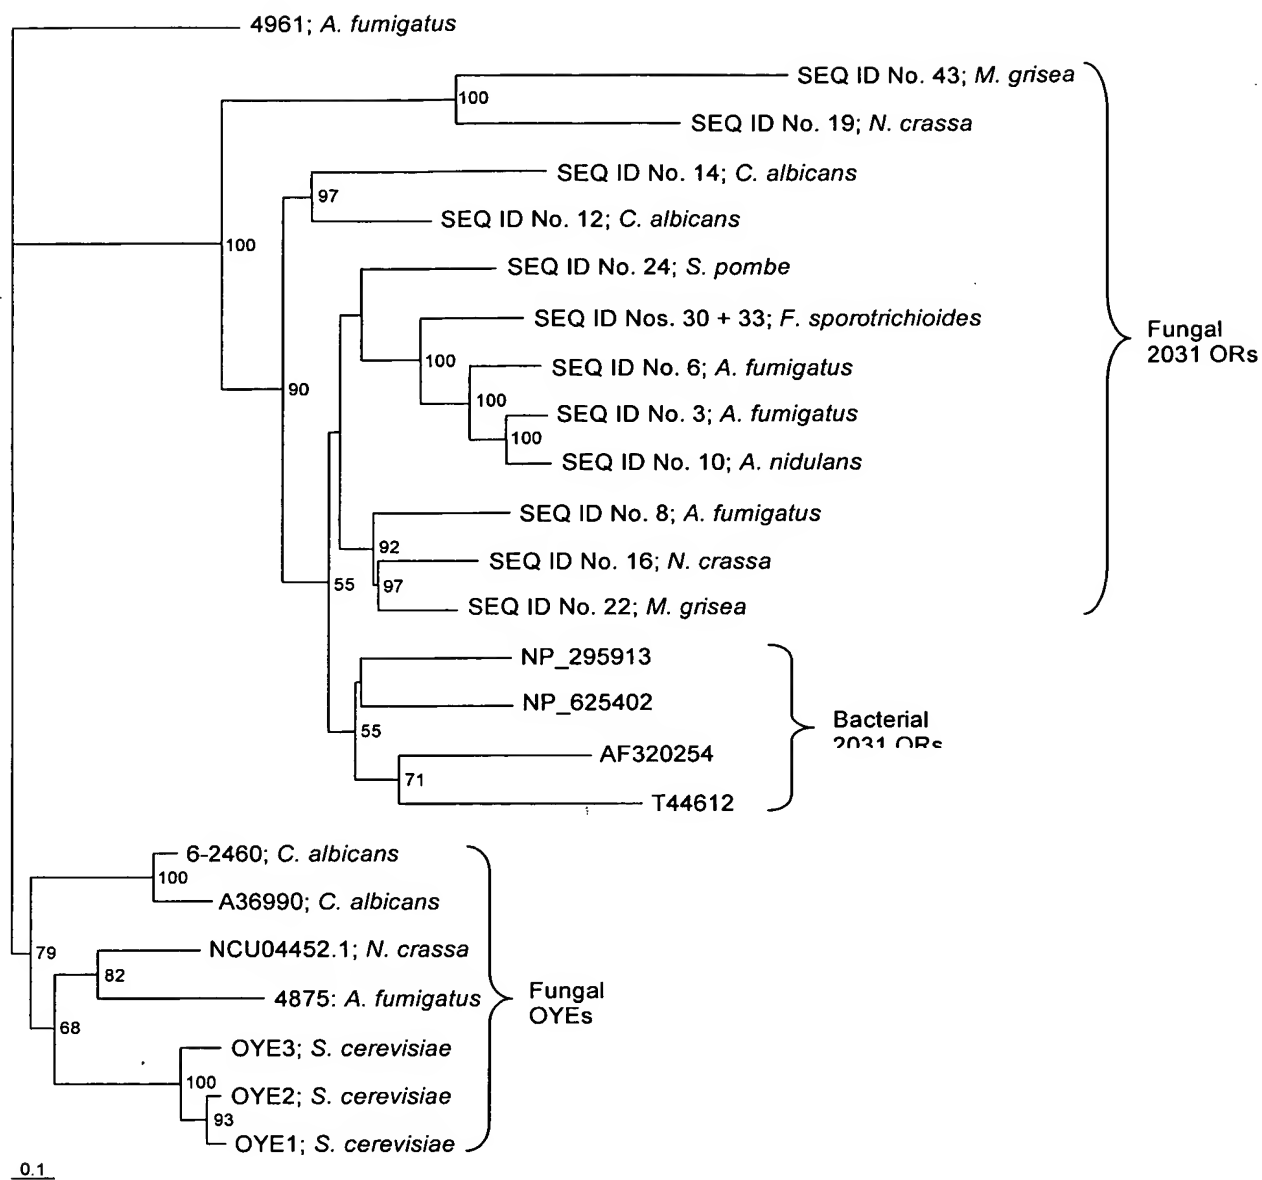 4961; A. fumigatus
SEQ ID No. 43; M. grisea
100
SEQ ID No. 19; N. crassa
SEQ ID No. 14; C. albicans
97
SEQ ID No. 12; C. albicans
100
SEQ ID No. 24; S. pombe
SEQ ID Nos. 30 + 33; F. sporotrichioides
Fungal
2031 ORs
100
SEQ ID No. 6; A. fumigatus
90
100
SEQ ID No. 3; A. fumigatus
100
SEQ ID No. 10; A. nidulans
SEQ ID No. 8; A. fumigatus
92
SEQ ID No. 16; N. crassa
55
97
SEQ ID No. 22; M. grisea
NP_295913
NP_625402
Bacterial
2031 ORs
55
AF320254
71
T44612
6-2460; C. albicans
100
A36990; C. albicans
79
NCU04452.1; N. crassa
82
4875: A. fumigatus
Fungal
OYEs
68
OYE3; S. cerevisiae
100
OYE2; S. cerevisiae
93
OYE1; S. cerevisiae
0.1